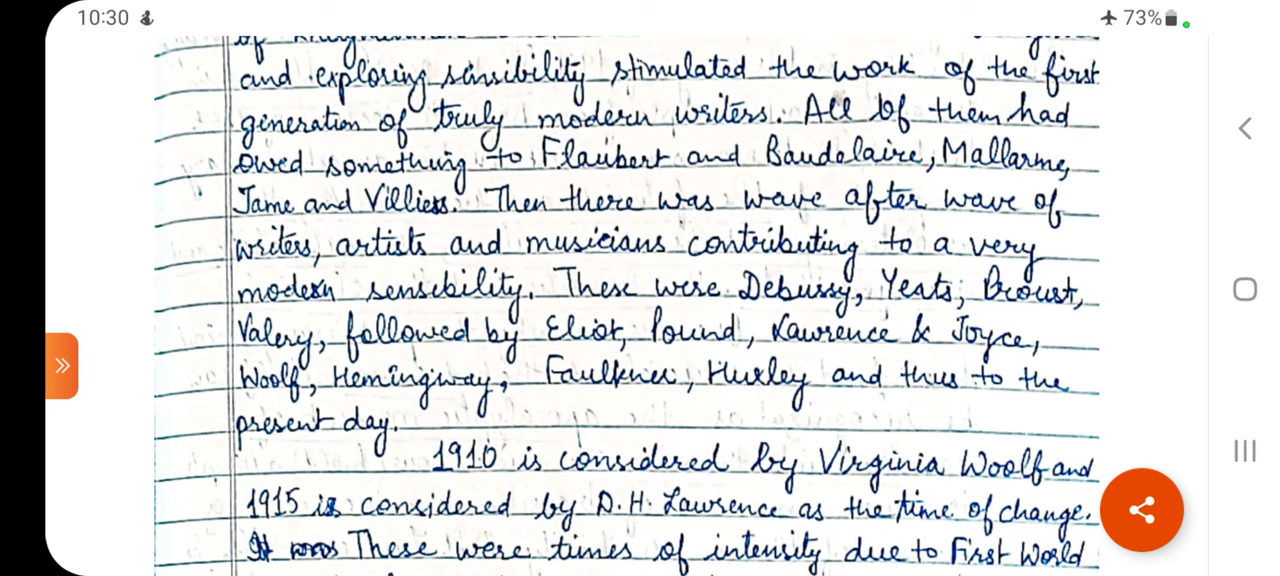 10:30
73%
of
and exploring sensibility stimulated the work of the first
generation of truly modern writers. All of them had
owed something to Flaubert and Baudelaire, Mallarme,
Jame and Villiers. Then there was wave after wave of
writers, artists and musicians contributing to a very
modern sensibility. These were Debussy, Yeats, Proust,
Valery, followed by Eliot, Pound, Lawrence & Joyce,
Woolf, Hemingway, Faulkner, Huxley and thus to the
present day.
1910 is considered by Virginia Woolf and
1915 is considered by D.H. Lawrence as the time of change.
These were times of intensity due to First World